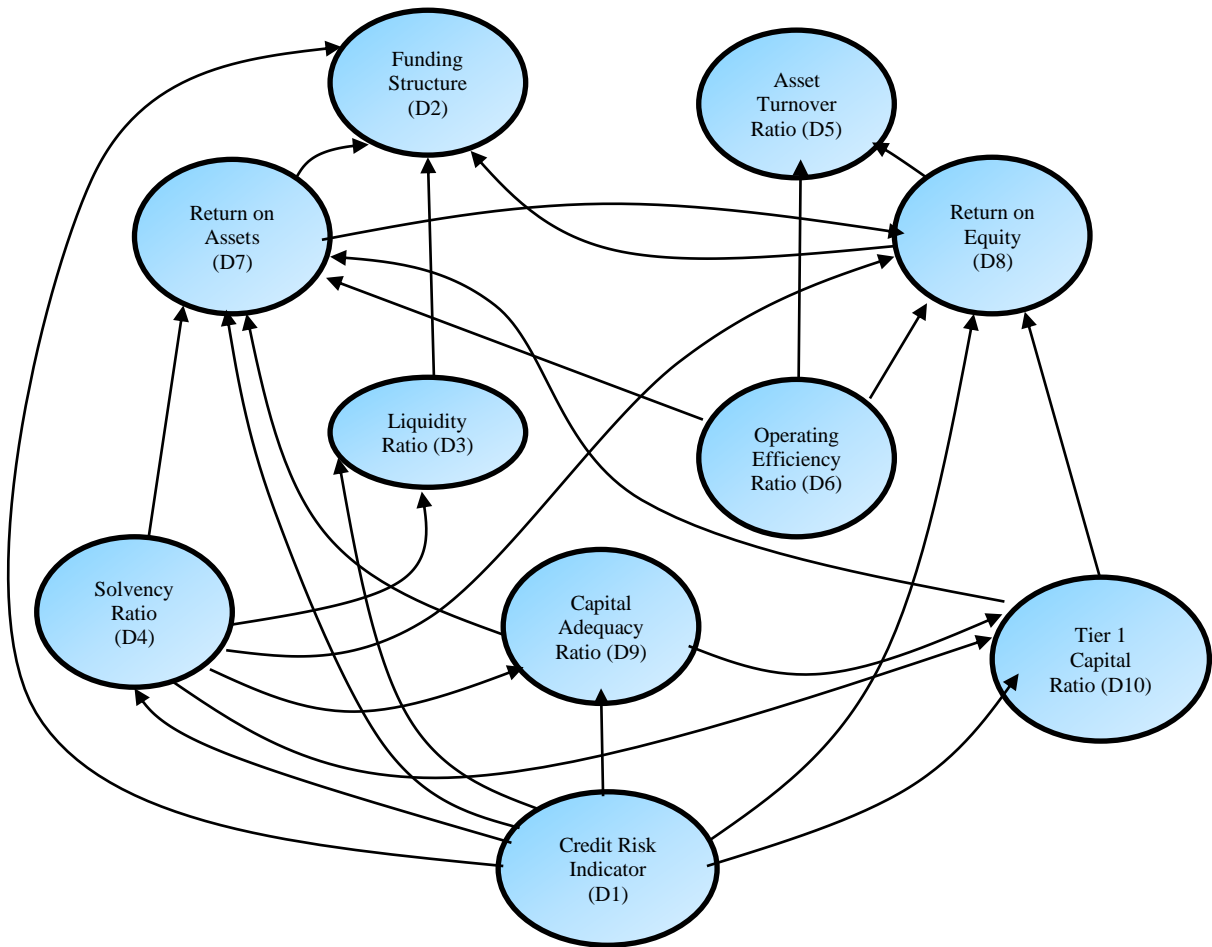 Funding
Structure
(D2)
Asset
Turnover
Ratio (D5)
Return on
Assets
(D7)
Return on
Equity
(D8)
Liquidity
Ratio (D3)
Operating
Efficiency
Ratio (D6)
Solvency
Ratio
(D4)
Capital
Adequacy
Ratio (D9)
Tier 1
Capital
Ratio (D10)
Credit Risk
Indicator
(D1)